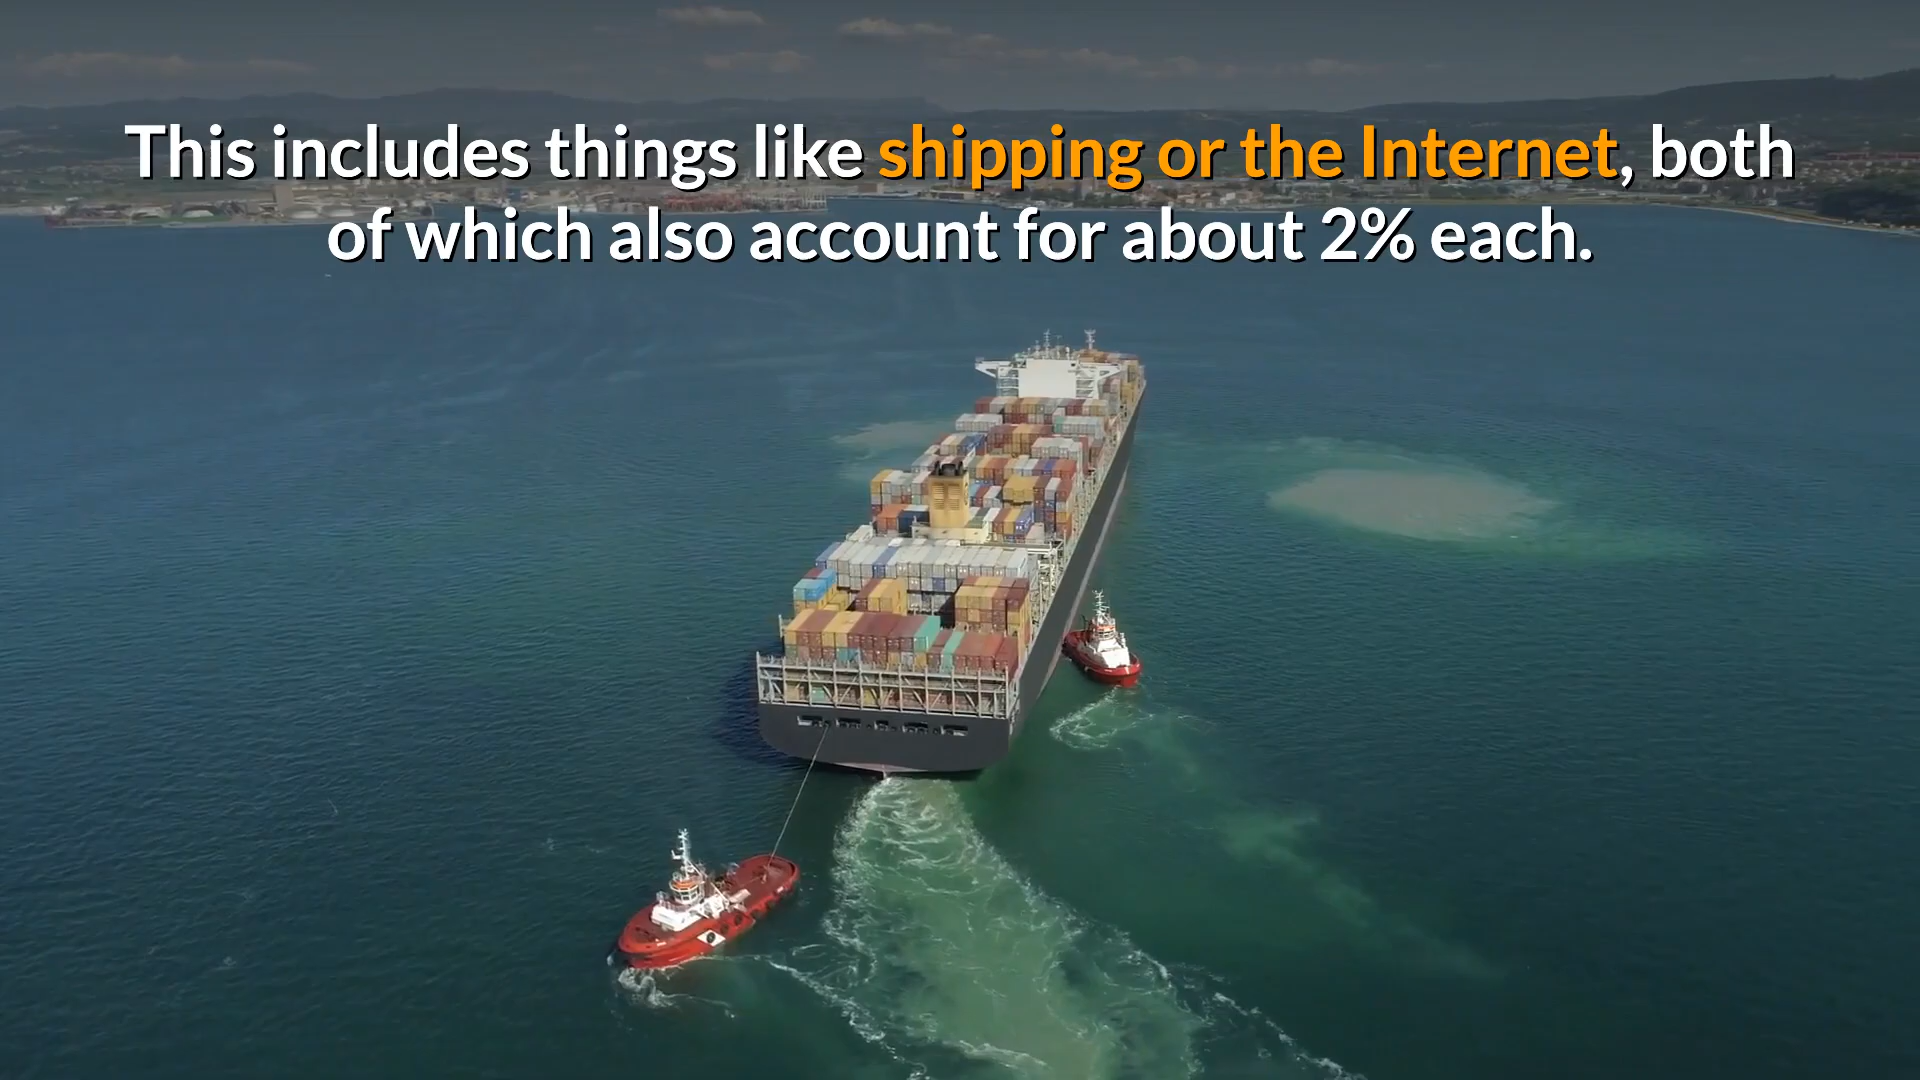 This includes things like shipping or the Internet, both
of which also account for about 2% each.